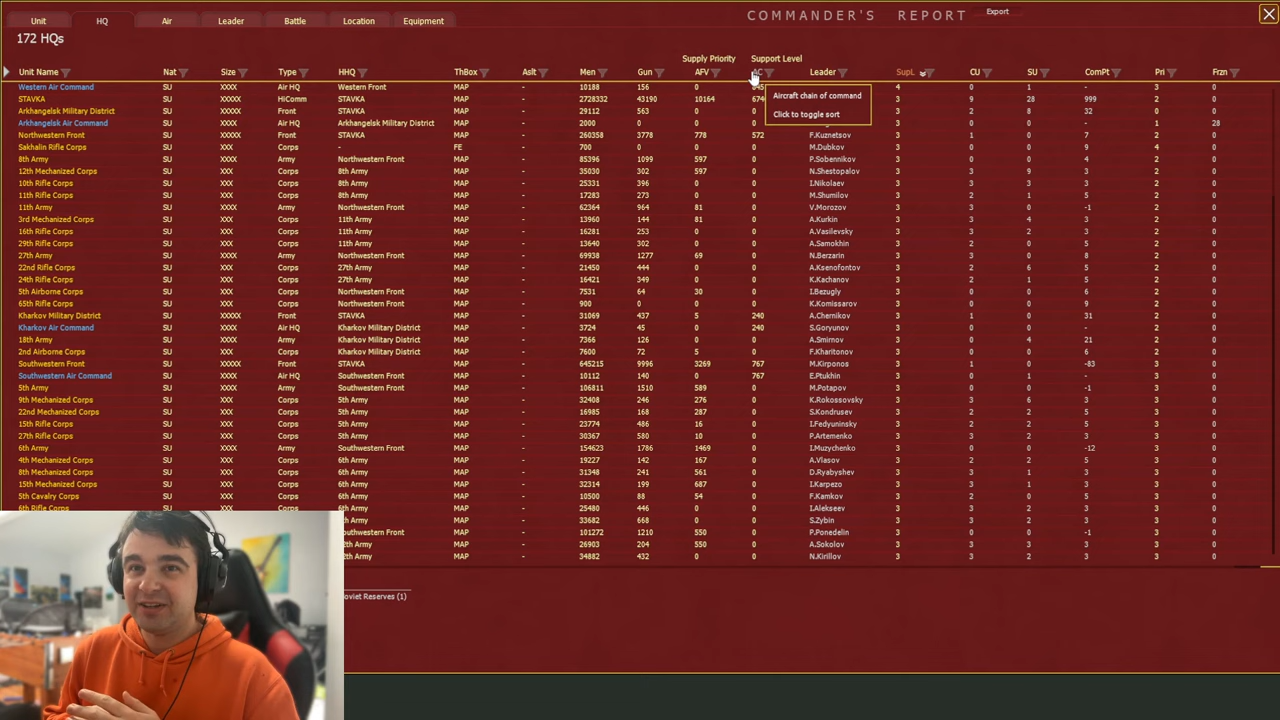 Unit HQ Air Leader Battle Location Equipment COMMANDER'S REPORT Export
172 HQs
Supply Priority Support Level
Unit Name Nat Size Type HHQ ThBox Aslt Men Gun AFV AC Leader SupL CU SU ComPt Pri Frzn
Western Air Command SU XXXX Air HQ Western Front MAP - 10188 156 0 4 0 1 - 3 0
STAVKA SU XXXXXX HiComm STAVKA MAP - 2728332 43190 10164 3 9 28 999 2 0
Arkhangelsk Military District SU XXXXX Front STAVKA MAP - 29112 563 0 3 2 8 32 2 0
Arkhangelsk Air Command SU XXXX Air HQ Arkhangelsk Military District MAP - 2000 0 0 3 0 0 - 1 28
Northwestern Front SU XXXXX Front STAVKA MAP - 260358 3778 778 572 F.Kuznetsov 3 1 0 7 2 0
Sakhalin Rifle Corps SU XXX Corps - FE - 700 0 0 0 M.Dubkov 3 0 0 9 4 0
8th Army SU XXXX Army Northwestern Front MAP - 85396 1099 597 0 P.Sobennikov 3 3 0 4 2 0
12th Mechanized Corps SU XXX Corps 8th Army MAP - 35030 302 597 0 N.Shestopalov 3 3 9 3 2 0
10th Rifle Corps SU XXX Corps 8th Army MAP - 25331 396 0 0 I.Nikolaev 3 3 1 3 2 0
11th Rifle Corps SU XXX Corps 8th Army MAP - 17283 273 0 0 M.Shumilov 3 2 1 5 2 0
11th Army SU XXXX Army Northwestern Front MAP - 62364 964 81 0 V.Morozov 3 3 0 -1 2 0
3rd Mechanized Corps SU XXX Corps 11th Army MAP - 13960 144 81 0 A.Kurkin 3 3 4 3 2 0
16th Rifle Corps SU XXX Corps 11th Army MAP - 16281 253 0 0 A.Vasilevsky 3 3 2 3 2 0
29th Rifle Corps SU XXX Corps 11th Army MAP - 13640 302 0 0 A.Samokhin 3 2 0 5 2 0
27th Army SU XXXX Army Northwestern Front MAP - 69938 1277 69 0 N.Berzarin 3 3 0 8 2 0
22nd Rifle Corps SU XXX Corps 27th Army MAP - 21450 444 0 0 A.Ksenofontov 3 2 6 5 2 0
24th Rifle Corps SU XXX Corps 27th Army MAP - 16421 349 0 0 K.Kachanov 3 2 1 5 2 0
5th Airborne Corps SU XXX Corps Northwestern Front MAP - 7531 64 30 0 I.Bezugly 3 3 0 6 2 0
65th Rifle Corps SU XXX Corps Northwestern Front MAP - 900 0 0 0 K.Komissarov 3 0 0 9 2 0
Kharkov Military District SU XXXXX Front STAVKA MAP - 31069 437 5 240 A.Chernikov 3 1 0 31 2 0
Kharkov Air Command SU XXXX Air HQ Kharkov Military District MAP - 3724 45 0 240 S.Goryunov 3 0 0 - 2 0
18th Army SU XXXX Army Kharkov Military District MAP - 7366 126 0 0 A.Smirnov 3 0 4 21 2 0
2nd Airborne Corps SU XXX Corps Kharkov Military District MAP - 7600 72 5 0 F.Kharitonov 3 2 0 6 2 0
Southwestern Front SU XXXXX Front STAVKA MAP - 645215 9996 3269 767 M.Kirponos 3 1 0 -83 3 0
Southwestern Air Command SU XXXX Air HQ Southwestern Front MAP - 10112 140 0 767 E.Ptukhin 3 0 1 - 3 0
5th Army SU XXXX Army Southwestern Front MAP - 106811 1510 589 0 M.Potapov 3 3 0 -1 3 0
9th Mechanized Corps SU XXX Corps 5th Army MAP - 32408 246 276 0 K.Rokossovsky 3 3 6 3 3 0
22nd Mechanized Corps SU XXX Corps 5th Army MAP - 16985 168 287 0 S.Kondrusev 3 2 2 5 3 0
15th Rifle Corps SU XXX Corps 5th Army MAP - 23774 486 16 0 I.Fedyuninsky 3 2 2 5 3 0
27th Rifle Corps SU XXX Corps 5th Army MAP - 30367 580 10 0 P.Artemenko 3 3 2 3 3 0
6th Army SU XXXX Army Southwestern Front MAP - 154623 1786 1469 0 I.Muzychenko 3 3 0 -12 3 0
4th Mechanized Corps SU XXX Corps 6th Army MAP - 19227 142 167 0 A.Vlasov 3 2 2 5 3 0
8th Mechanized Corps SU XXX Corps 6th Army MAP - 31348 241 561 0 D.Ryabyshev 3 3 1 3 3 0
15th Mechanized Corps SU XXX Corps 6th Army MAP - 32314 199 687 0 I.Karpezo 3 3 1 3 3 0
5th Cavalry Corps SU XXX Corps 6th Army MAP - 10500 88 54 0 F.Kamkov 3 2 0 5 3 0
6th Rifle Corps SU XXX Corps 6th Army MAP - 25480 446 0 0 I.Alekseev 3 3 2 3 3 0
MAP - 33682 668 0 0 S.Zybin 3 3 2 3 3 0
MAP - 101272 1210 550 0 P.Ponedelin 3 3 0 -1 3 0
MAP - 26903 204 550 0 A.Sokolov 3 3 3 3 3 0
MAP - 34882 432 0 0 N.Kirillov 3 3 2 3 3 0
Aircraft chain of command
Click to toggle sort
oviet Reserves (1)